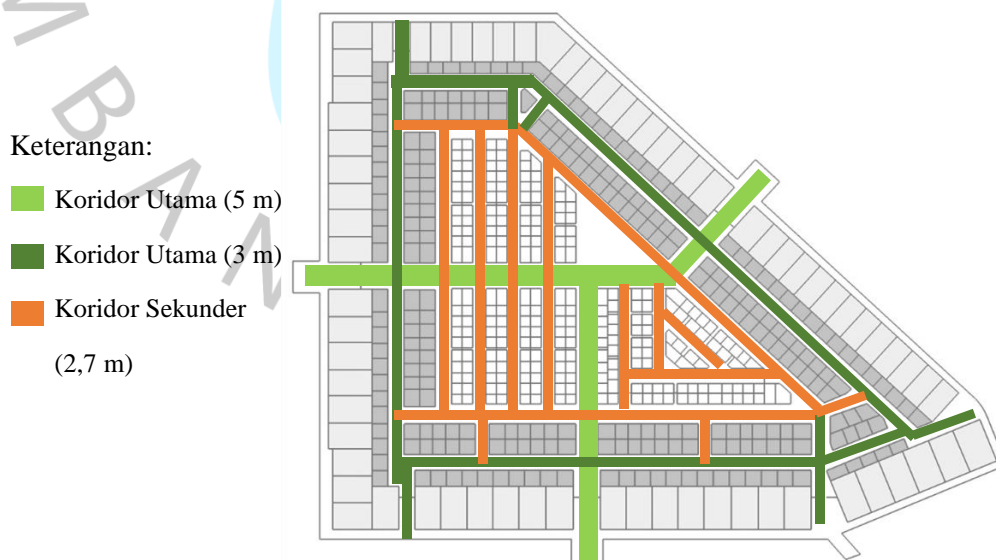 M
B
A
N
Keterangan:
Koridor Utama (5 m)
Koridor Utama (3 m)
Koridor Sekunder
(2,7 m)